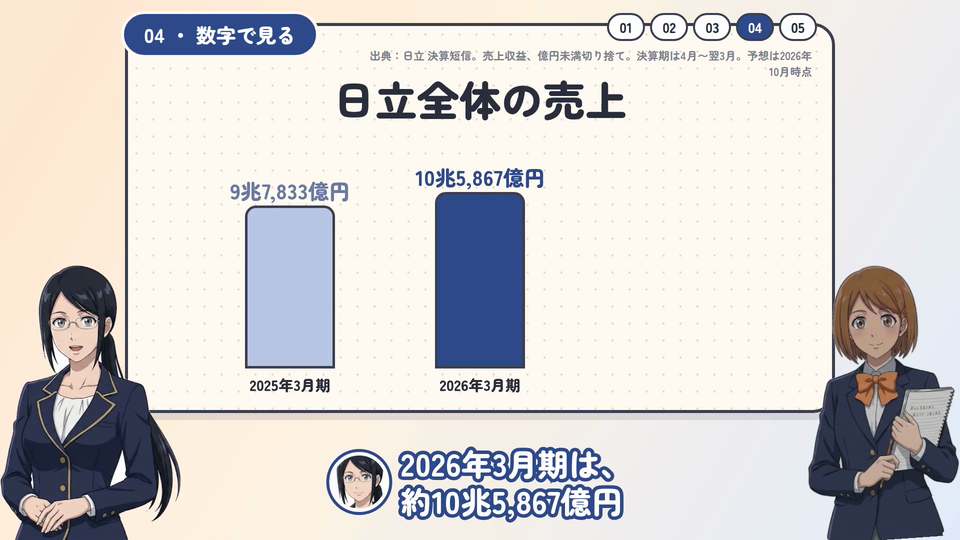 04 ・ 数字で見る
01 02 03 04 05
出典：日立 決算短信。売上収益、億円未満切り捨て。決算期は4月〜翌3月。予想は2026年
10月時点
日立全体の売上
9兆7,833億円
10兆5,867億円
2025年3月期
2026年3月期
2026年3月期は、
約10兆5,867億円